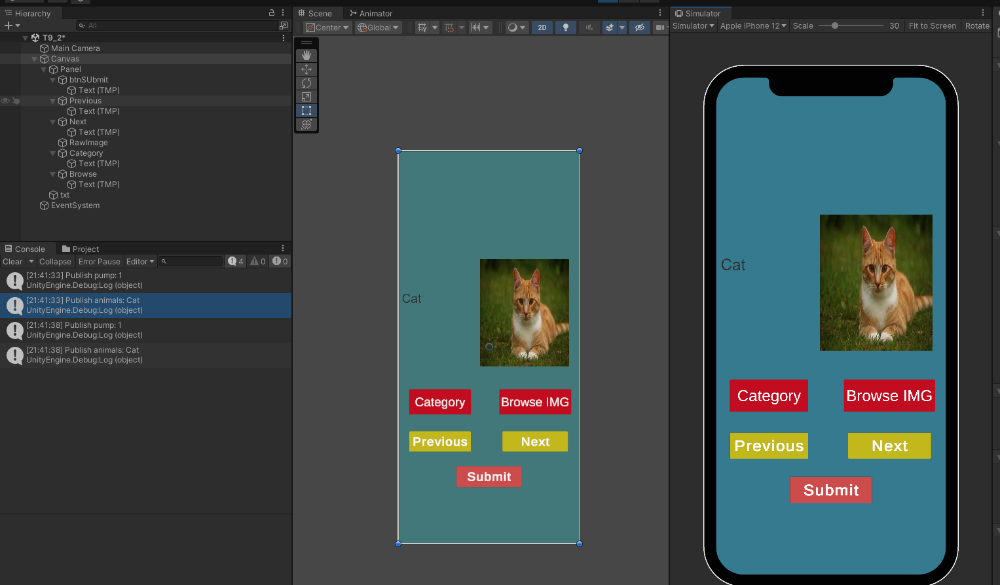 Hierarchy
All
T9_2*
Main Camera
Canvas
Panel
btnSUbmit
Text (TMP)
Previous
Text (TMP)
Next
Text (TMP)
RawImage
Category
Text (TMP)
Browse
Text (TMP)
txt
EventSystem
Console Project
Clear Collapse Error Pause Editor 4 0 0
[21:41:33] Publish pump: 1
UnityEngine.Debug:Log (object)
[21:41:33] Publish animals: Cat
UnityEngine.Debug:Log (object)
[21:41:38] Publish pump: 1
UnityEngine.Debug:Log (object)
[21:41:38] Publish animals: Cat
UnityEngine.Debug:Log (object)
Scene Animator
Center Global 2D
Cat
Category Browse IMG
Previous Next
Submit
Simulator
Simulator Apple iPhone 12 Scale 30 Fit to Screen Rotate
Cat
Category Browse IMG
Previous Next
Submit